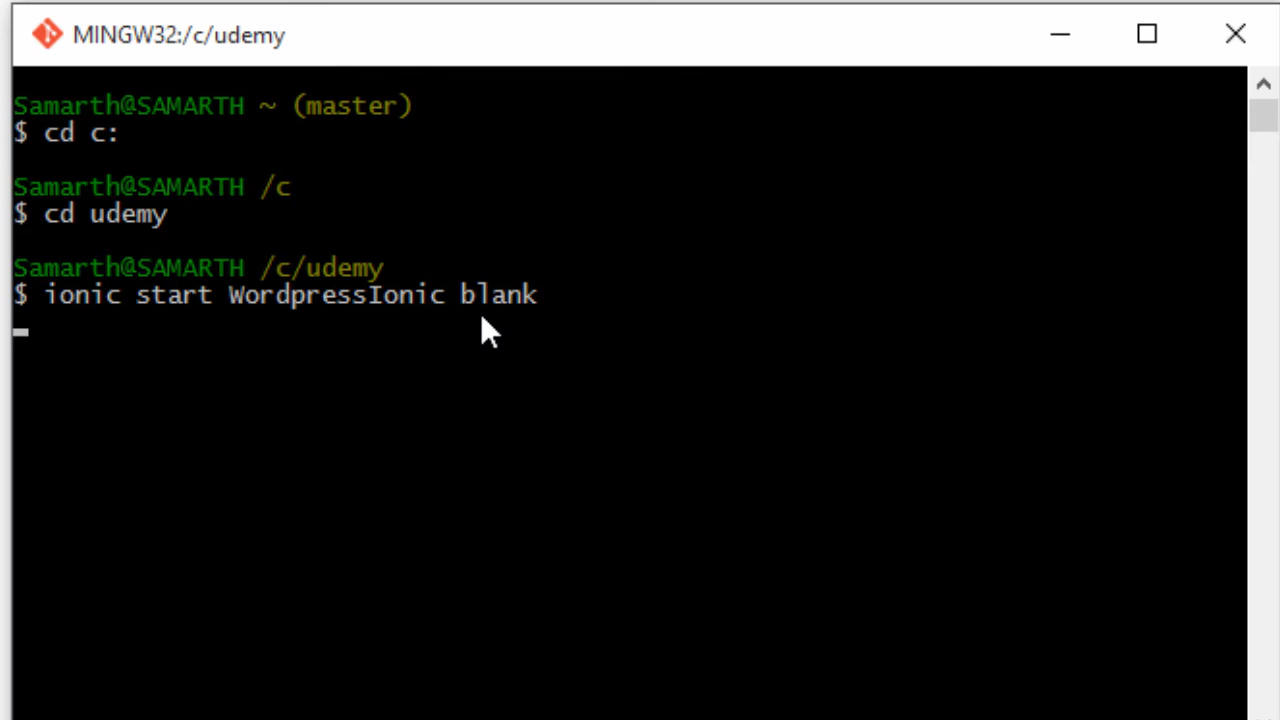 MINGW32:/c/udemy
Samarth@SAMARTH ~ (master)
$ cd c:
Samarth@SAMARTH /c
$ cd udemy
Samarth@SAMARTH /c/udemy
$ ionic start WordpressIonic blank